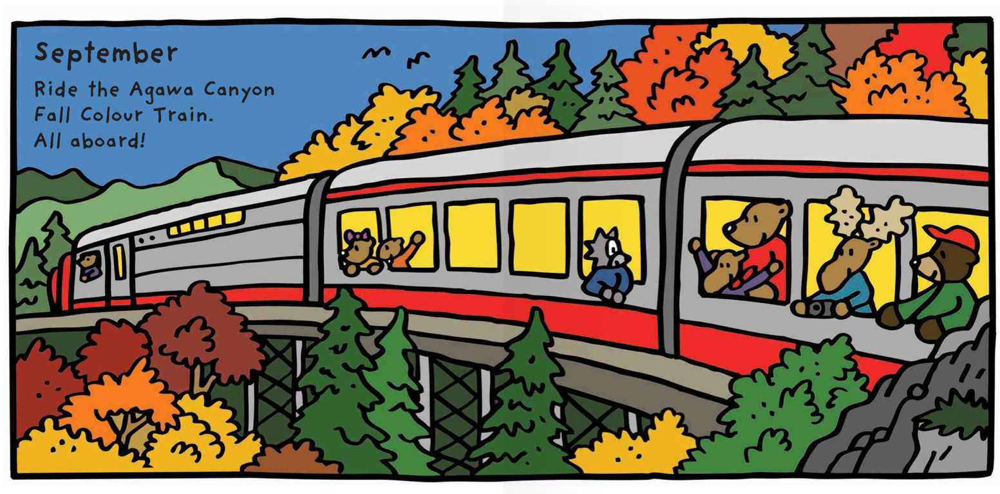 September
Ride the Agawa Canyon
Fall Colour Train.
All aboard!